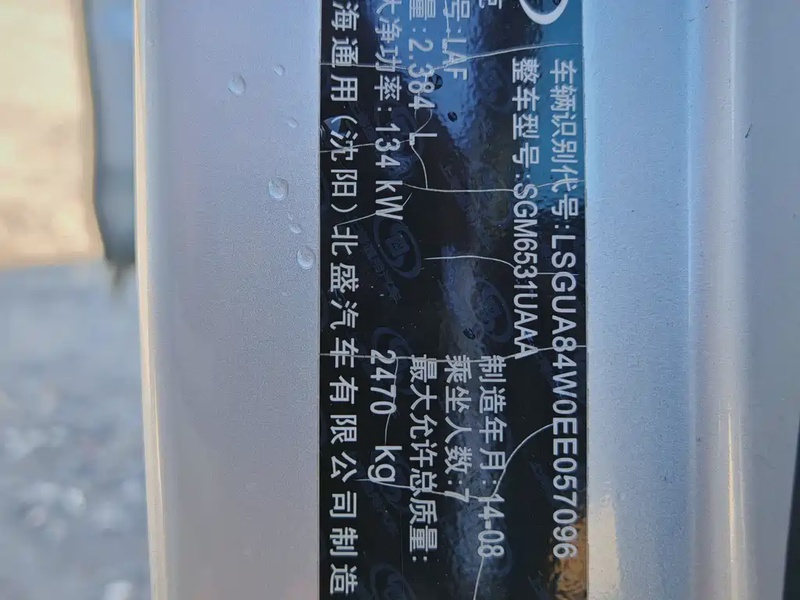 车辆识别代号:LSGUA84W0EE057096
整车型号:SGM6531UAAA
制造年月:14-08
号:LAF
乘坐人数:7
量:2.384 L
最大允许总质量:
大净功率:134 kW
2470 kg
海通用(沈阳)北盛汽车有限公司制造